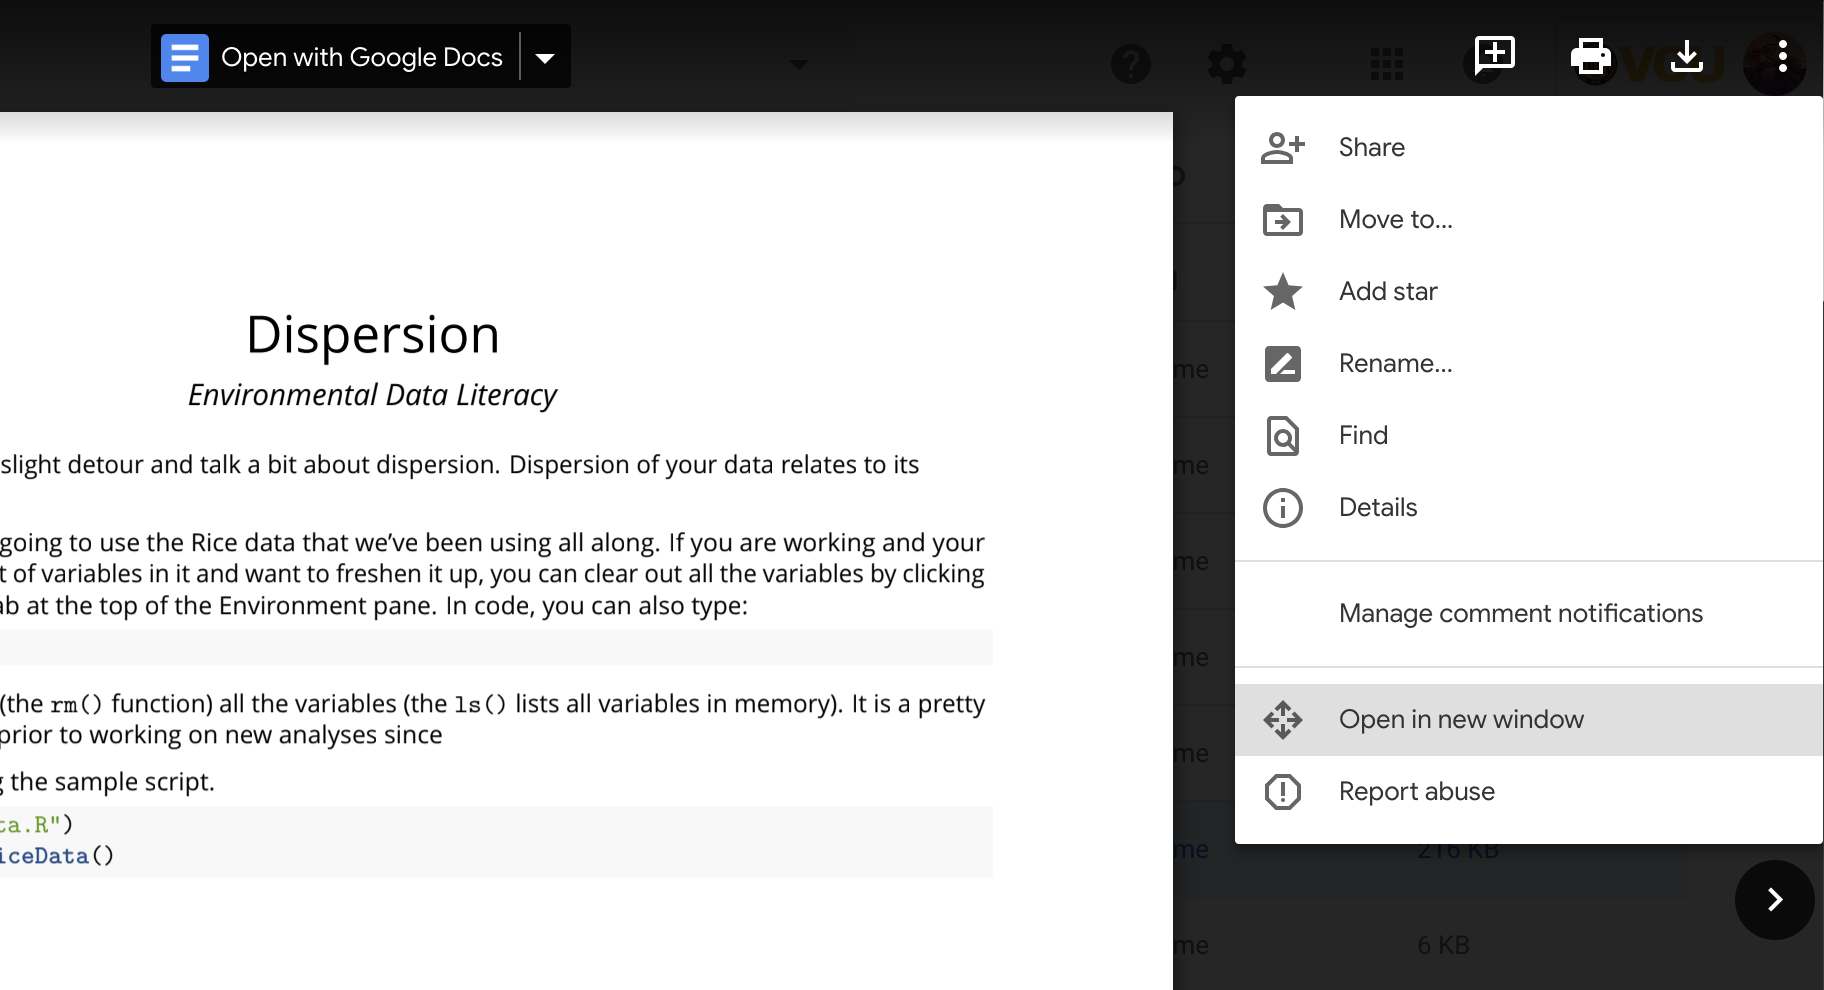 Open with Google Docs
VCU
Share
Move to...
Add star
Rename...
Find
Details
Manage comment notifications
Open in new window
Report abuse
Dispersion
Environmental Data Literacy
slight detour and talk a bit about dispersion. Dispersion of your data relates to its
going to use the Rice data that we've been using all along. If you are working and your
t of variables in it and want to freshen it up, you can clear out all the variables by clicking
ab at the top of the Environment pane. In code, you can also type:
(the rm() function) all the variables (the ls() lists all variables in memory). It is a pretty
prior to working on new analyses since
g the sample script.
ta.R")
iceData()
me
me
me
me
me
me 216 KB
me 6 KB